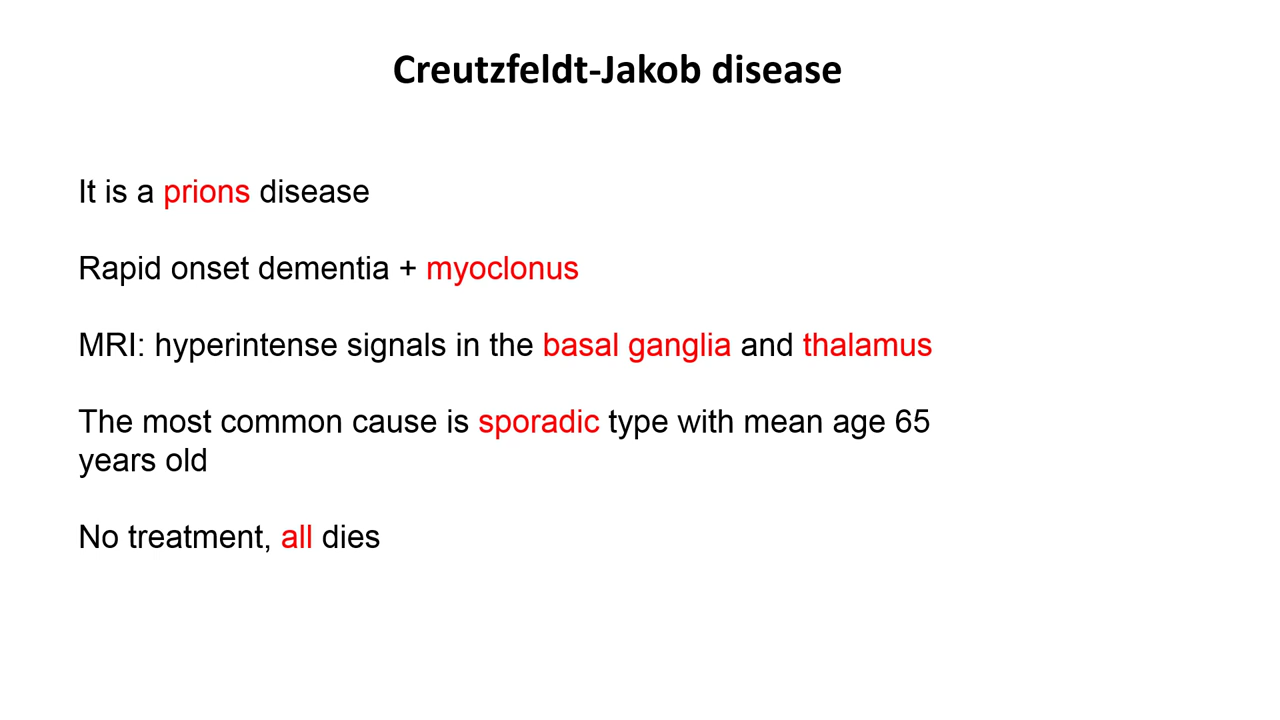 Creutzfeldt-Jakob disease
It is a prions disease
Rapid onset dementia + myoclonus
MRI: hyperintense signals in the basal ganglia and thalamus
The most common cause is sporadic type with mean age 65
years old
No treatment, all dies